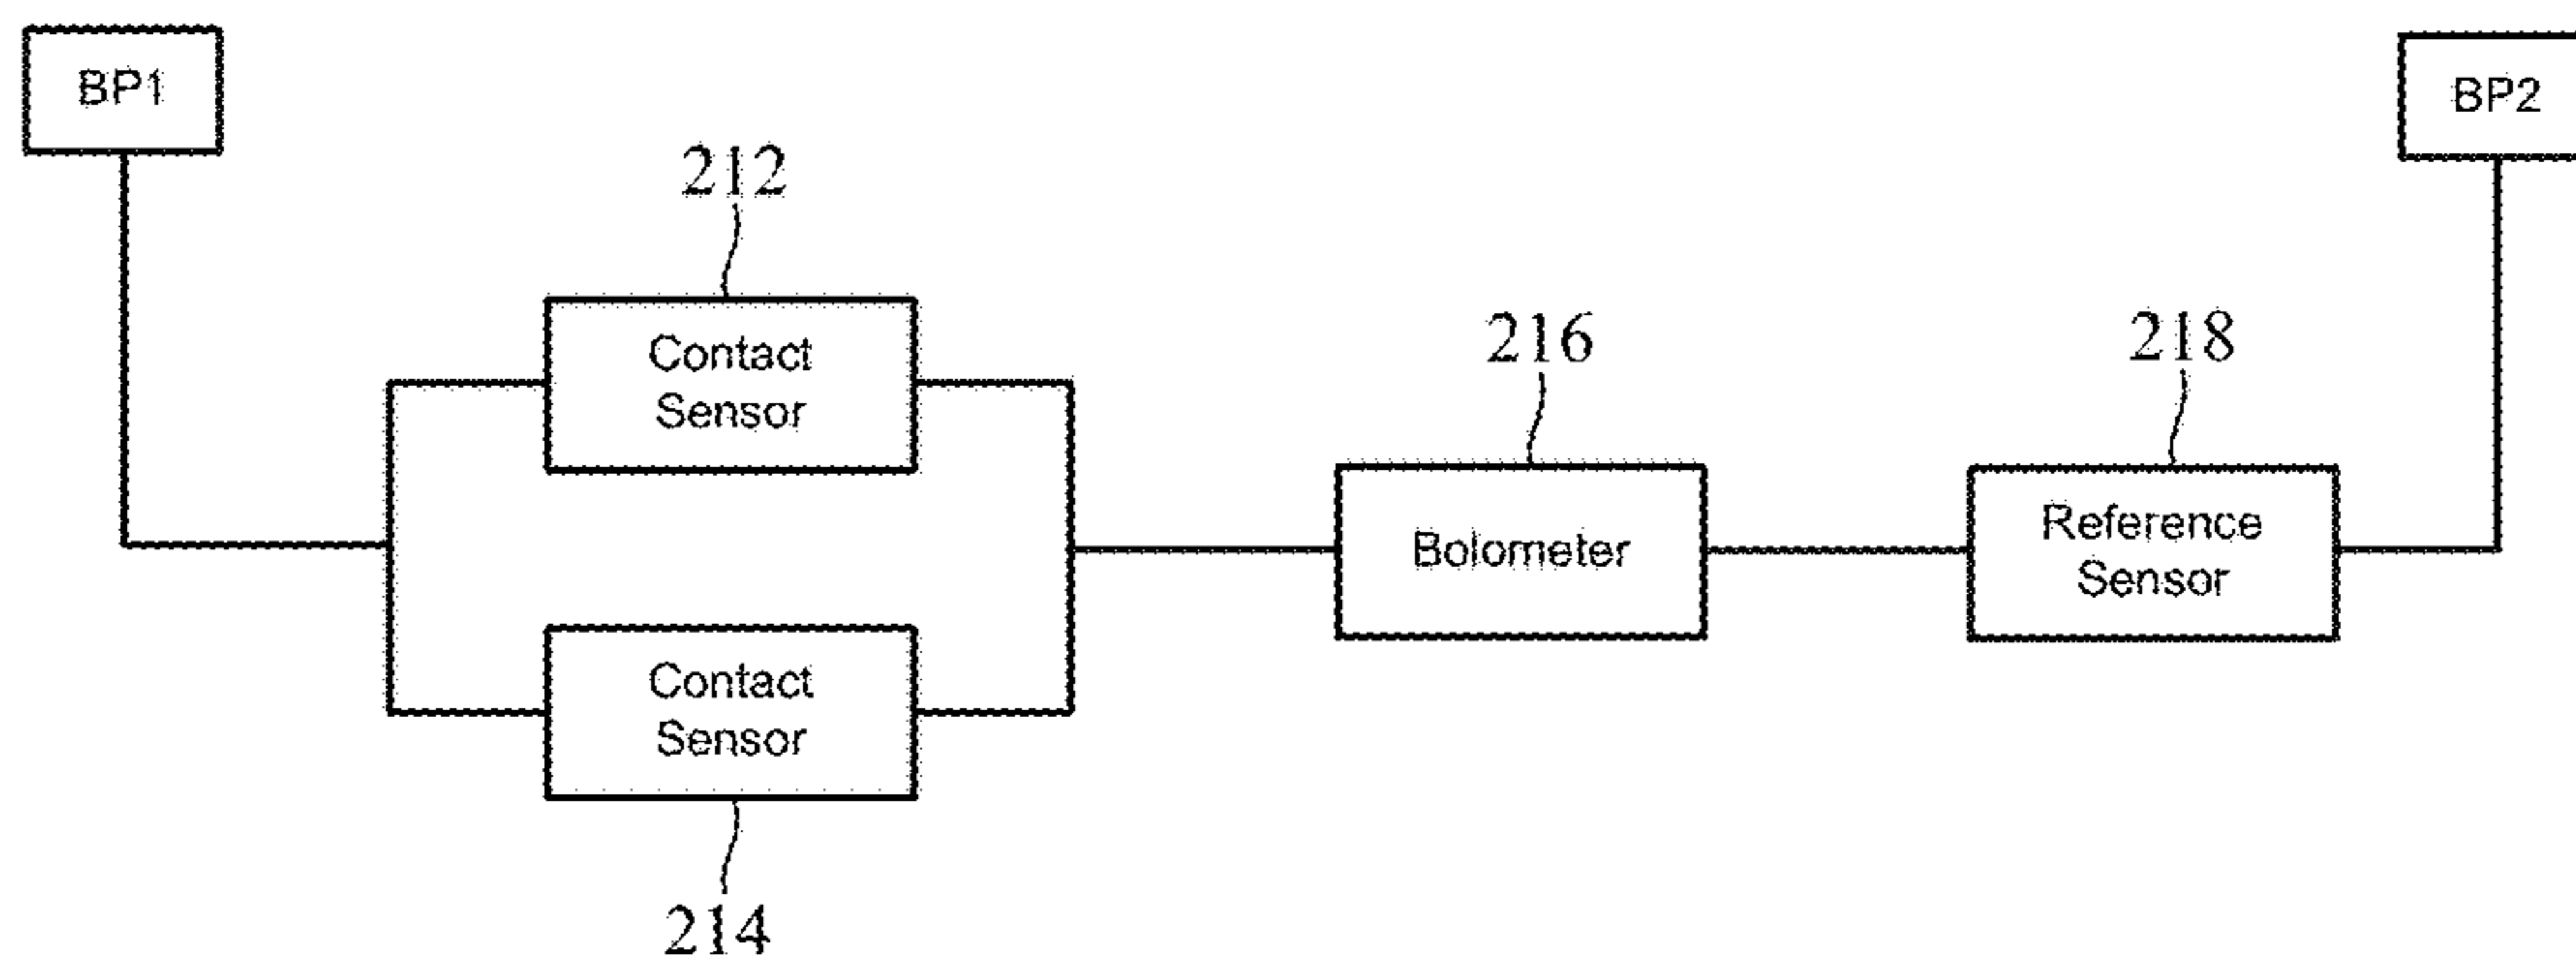 BP1
BP2
212
Contact
Sensor
216
218
Bolometer
Reference
Sensor
Contact
Sensor
214